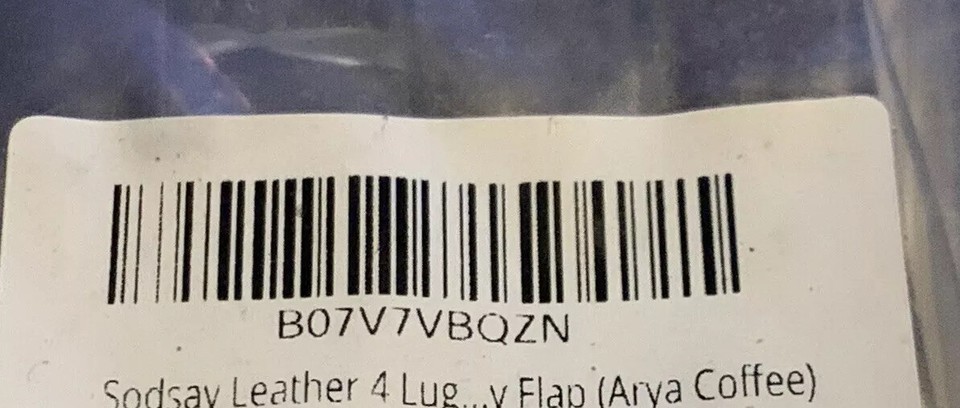 B07V7VBQZN
Sodsay Leather 4 Lug...y Flap (Arya Coffee)